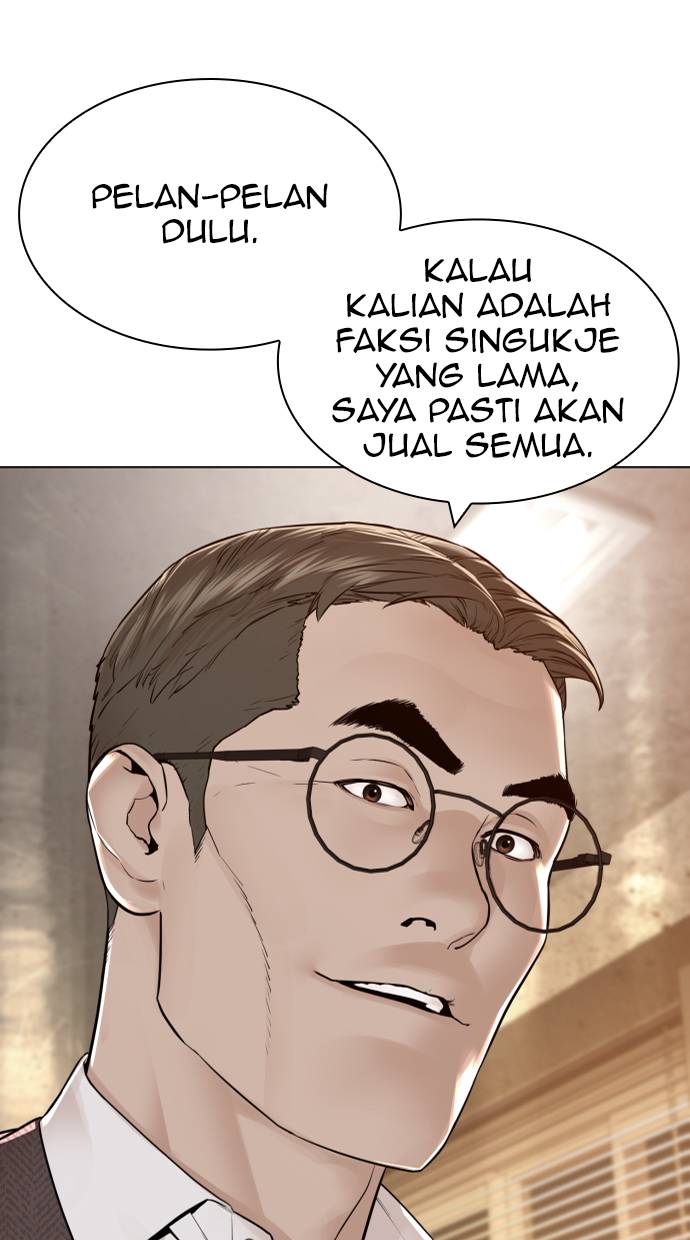 PELAN-PELAN
DULU.
KALAU
KALIAN ADALAH
FAKSI SINGUKJE
YANG LAMA,
SAYA PASTI AKAN
JUAL SEMUA.